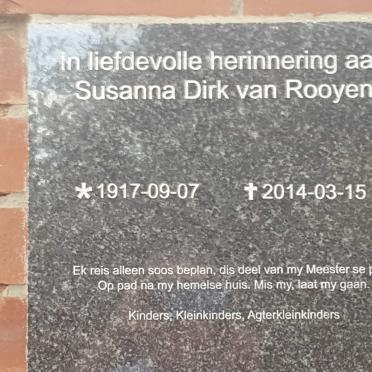 In liefdevolle herinnering aa
Susanna Dirk van Rooyen
*1917-09-07 †2014-03-15
Ek reis alleen soos beplan, dis deel van my Meester se p
Op pad na my hemelse huis. Mis my, laat my gaan.
Kinders, Kleinkinders, Agterkleinkinders